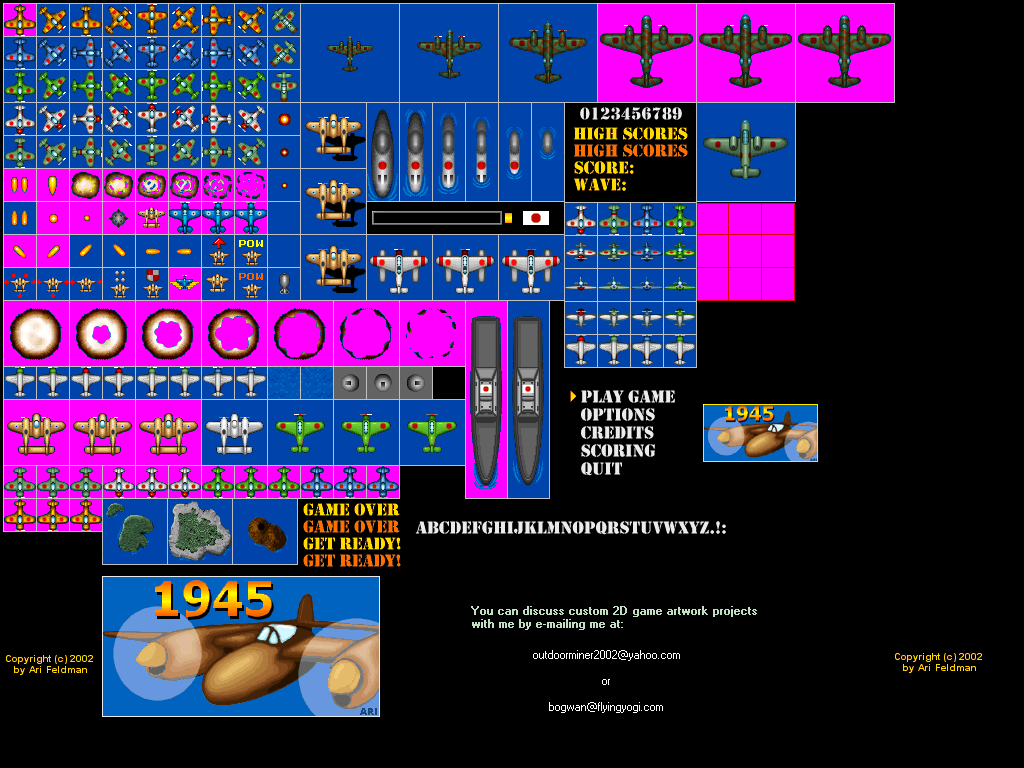 0123456789
HIGH SCORES
HIGH SCORES
SCORE:
WAVE:
POW
POW
PLAY GAME
OPTIONS
CREDITS
SCORING
QUIT
1945
GAME OVER
GAME OVER
GET READY!
GET READY!
ABCDEFGHIJKLMNOPQRSTUVWXYZ.!:
1945
ARI
You can discuss custom 2D game artwork projects
with me by e-mailing me at:
outdoorminer2002@yahoo.com
or
bogwan@flyingyogi.com
Copyright (c) 2002
by Ari Feldman
Copyright (c) 2002
by Ari Feldman